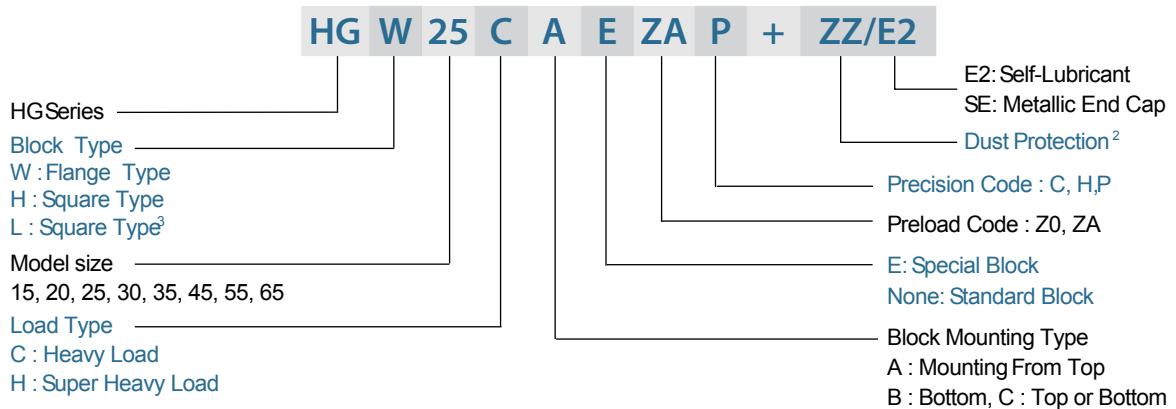 HG W 25 C A E ZA P + ZZ/E2
HG Series
Block Type
W : Flange Type
H : Square Type
L : Square Type3
Model size
15, 20, 25, 30, 35, 45, 55, 65
Load Type
C : Heavy Load
H : Super Heavy Load
E2: Self-Lubricant
SE: Metallic End Cap
Dust Protection 2
Precision Code : C, H,P
Preload Code : Z0, ZA
E: Special Block
None: Standard Block
Block Mounting Type
A : Mounting From Top
B : Bottom, C : Top or Bottom